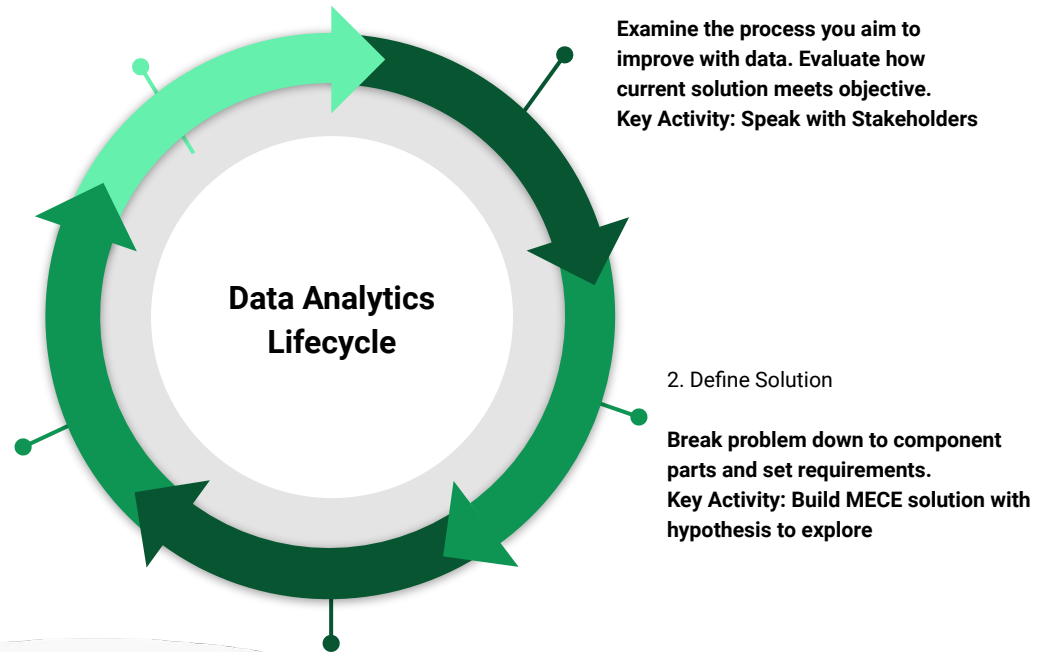 Examine the process you aim to
improve with data. Evaluate how
current solution meets objective.
Key Activity: Speak with Stakeholders
Data Analytics
Lifecycle
2. Define Solution
Break problem down to component
parts and set requirements.
Key Activity: Build MECE solution with
hypothesis to explore